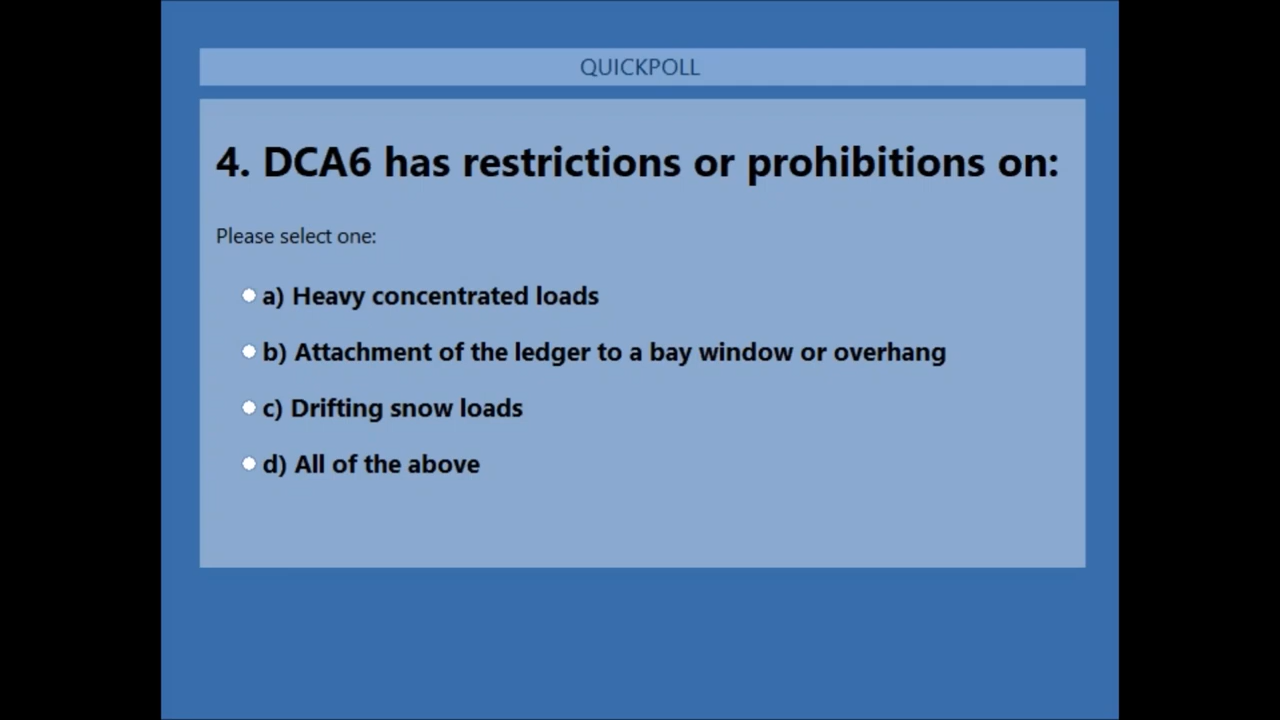 QUICKPOLL
4. DCA6 has restrictions or prohibitions on:
Please select one:
a) Heavy concentrated loads
b) Attachment of the ledger to a bay window or overhang
c) Drifting snow loads
d) All of the above